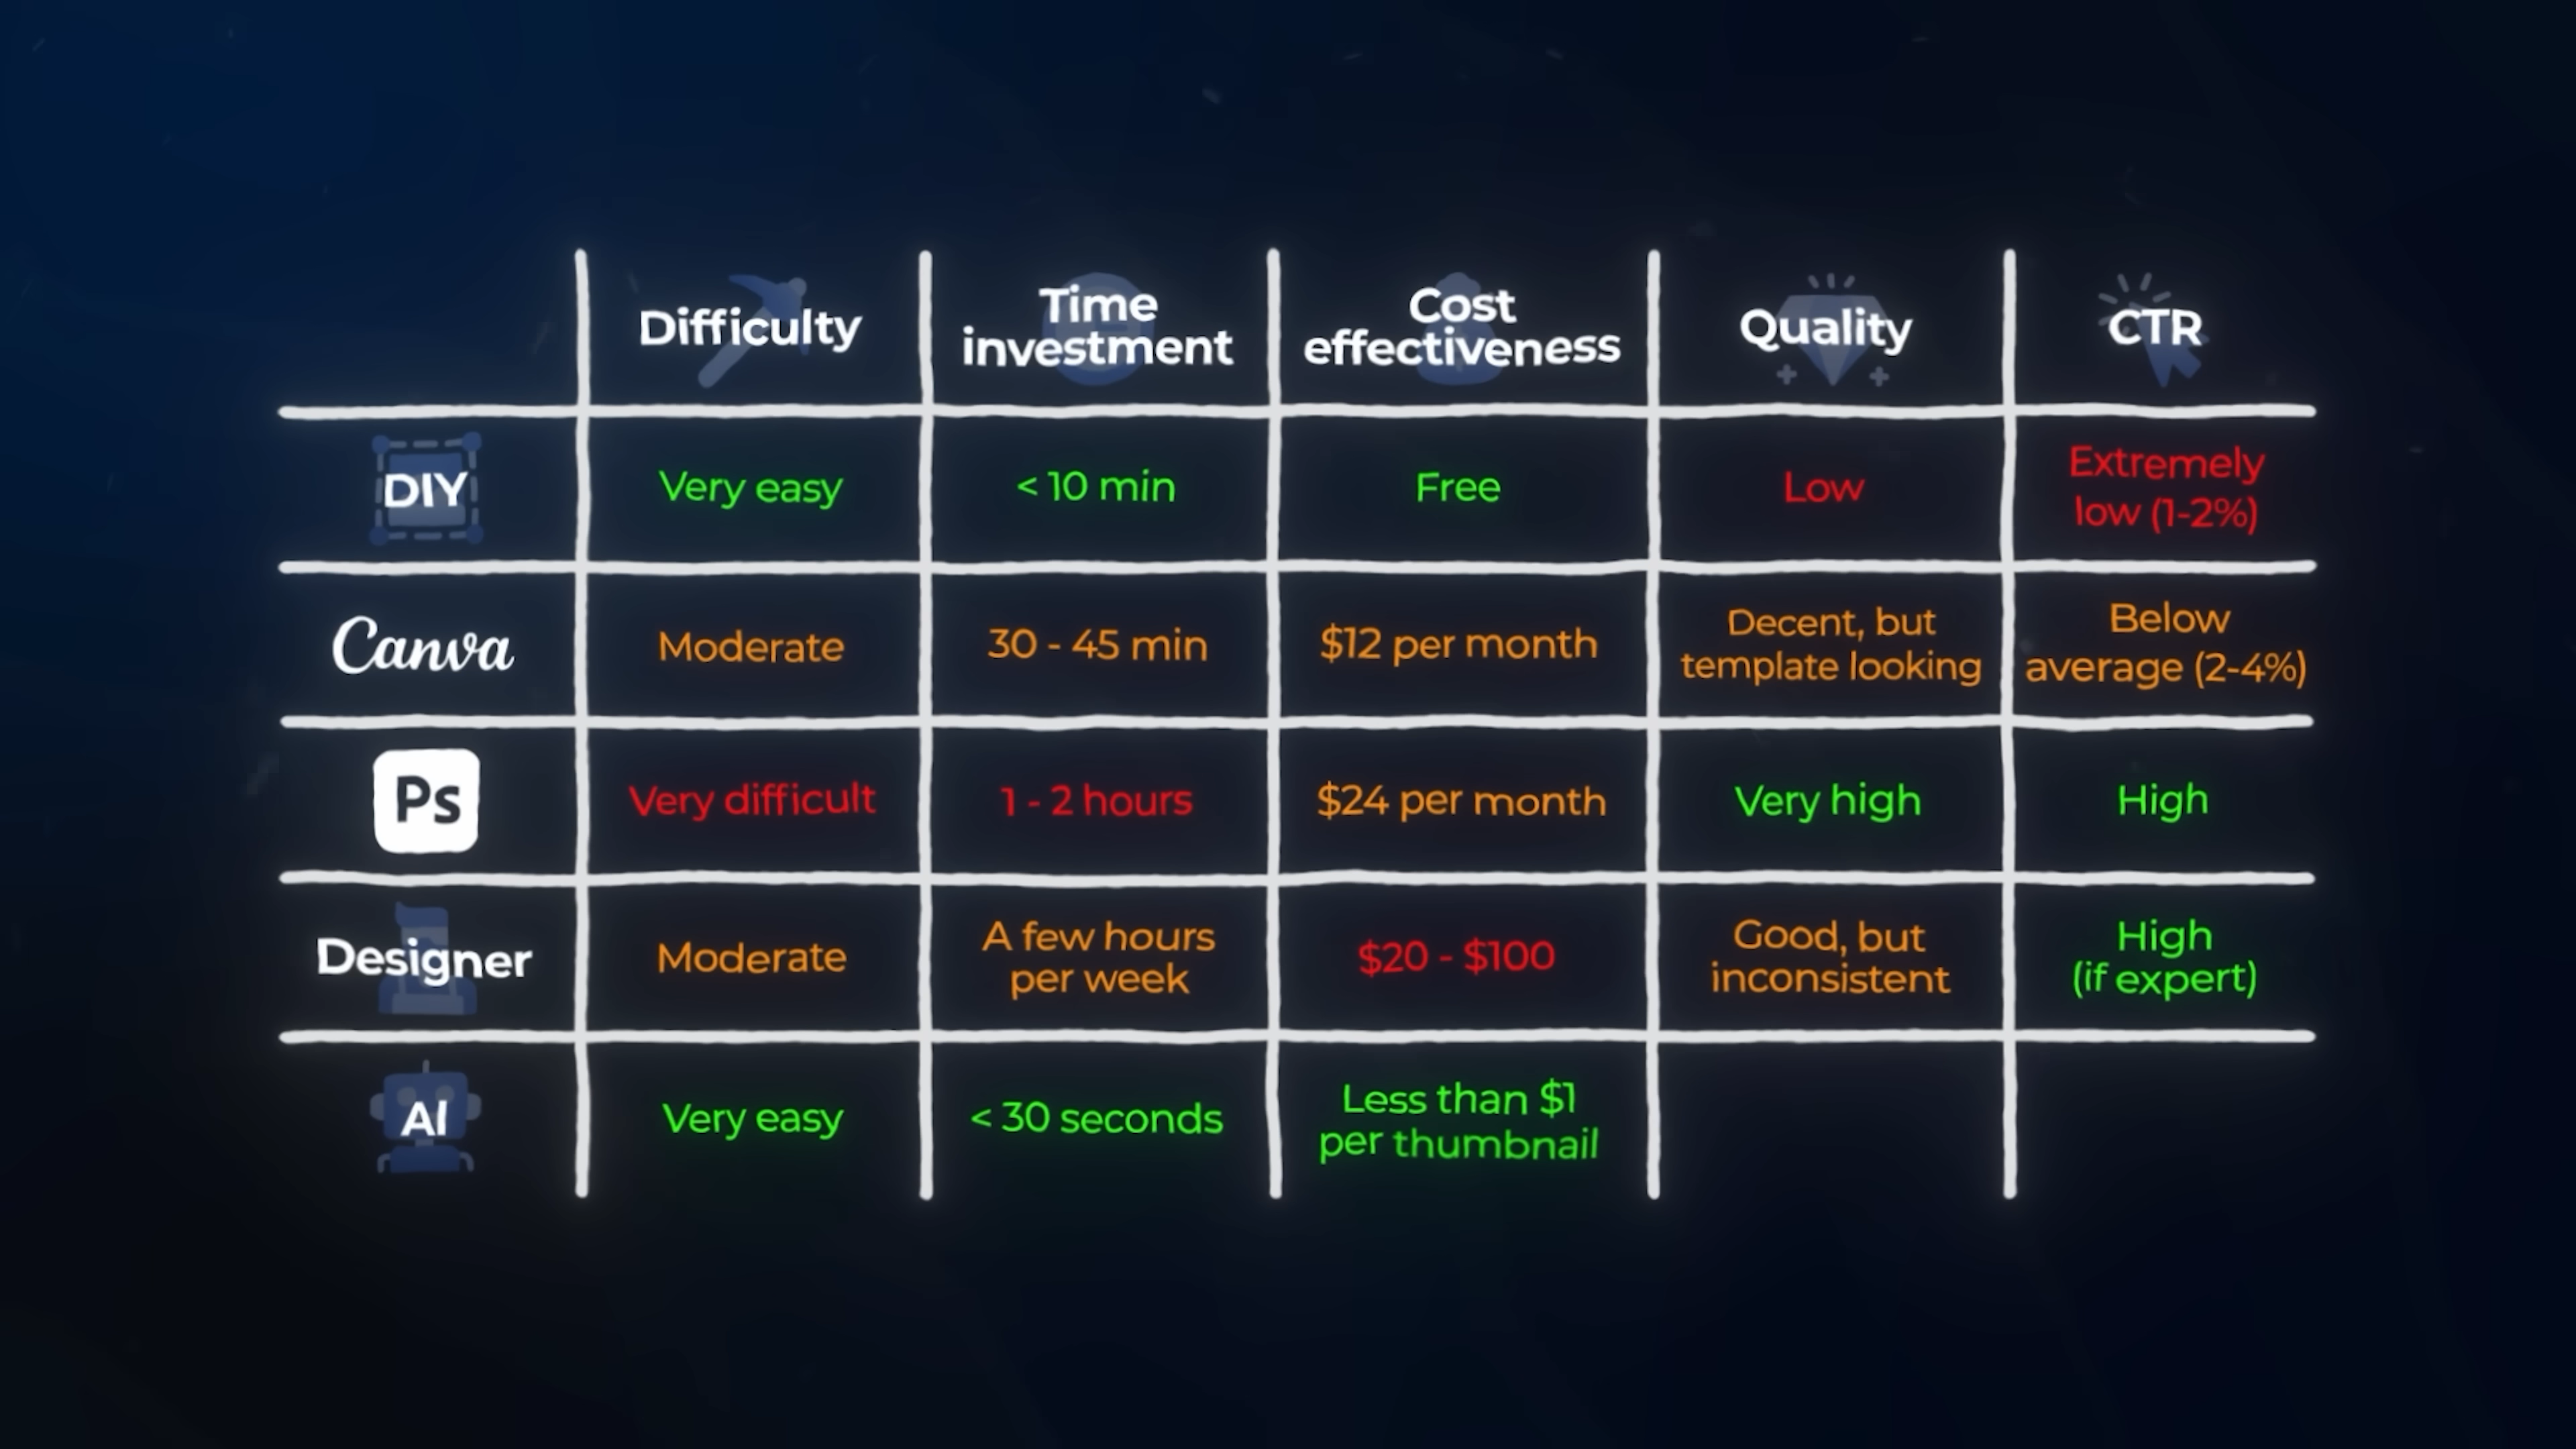 Difficulty
Time
investment
Cost
effectiveness
Quality
CTR
DIY
Very easy
< 10 min
Free
Low
Extremely
low (1-2%)
Canva
Moderate
30 - 45 min
$12 per month
Decent, but
template looking
Below
average (2-4%)
Ps
Very difficult
1 - 2 hours
$24 per month
Very high
High
Designer
Moderate
A few hours
per week
$20 - $100
Good, but
inconsistent
High
(if expert)
AI
Very easy
< 30 seconds
Less than $1
per thumbnail